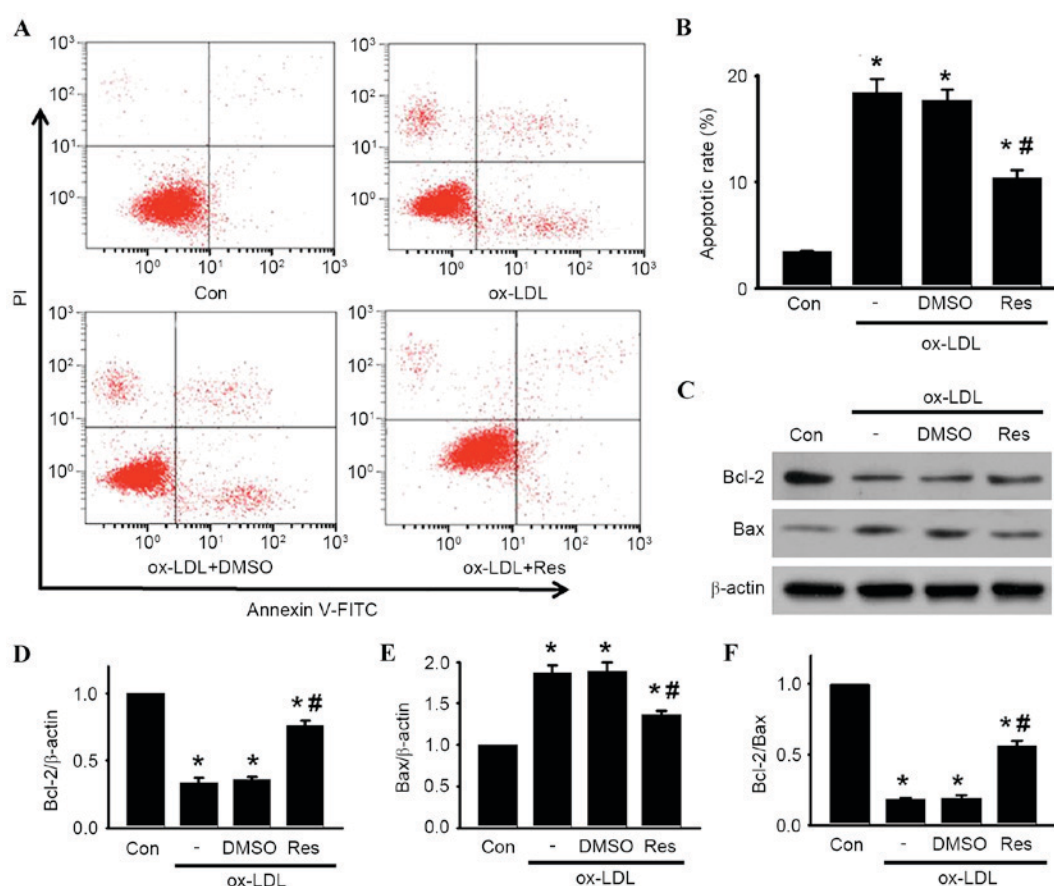 A
PI
10³
10²
10¹
10⁰
10⁰ 10¹ 10² 10³
Con
10³
10²
10¹
10⁰
10⁰ 10¹ 10² 10³
ox-LDL
10³
10²
10¹
10⁰
10⁰ 10¹ 10² 10³
ox-LDL+DMSO
10³
10²
10¹
10⁰
10⁰ 10¹ 10² 10³
ox-LDL+Res
Annexin V-FITC
B
Apoptotic rate (%)
20
10
0
* * * #
Con - DMSO Res
ox-LDL
C
ox-LDL
Con - DMSO Res
Bcl-2
Bax
β-actin
D
Bcl-2/β-actin
1.0
0.5
0.0
* * * #
Con - DMSO Res
ox-LDL
E
Bax/β-actin
2.0
1.5
1.0
0.5
0.0
* * * #
Con - DMSO Res
ox-LDL
F
Bcl-2/Bax
1.0
0.5
0.0
* * * #
Con - DMSO Res
ox-LDL